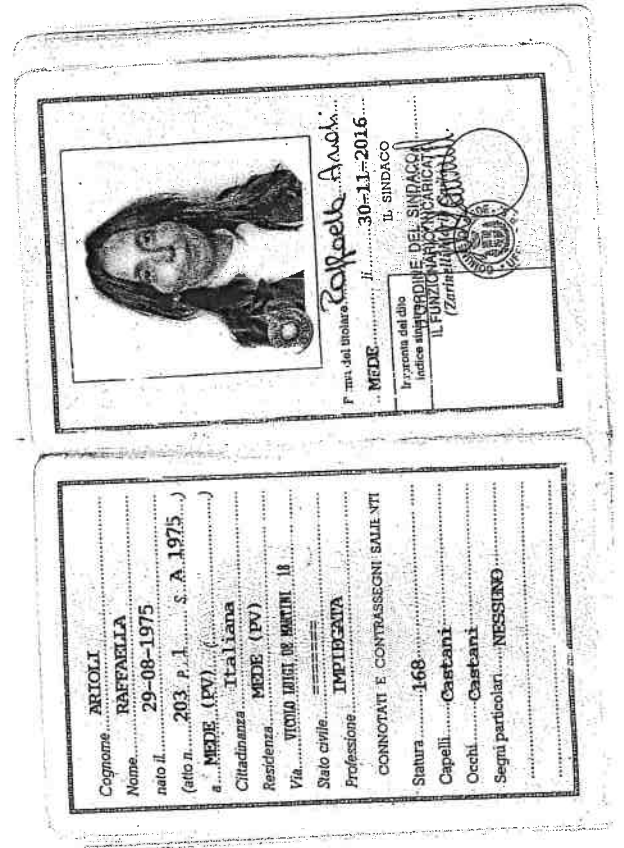 Cognome ARIOLI
Nome RAFFAELLA
nato il 29-08-1975
(atto n. 203 P. 1 S. A 1975)
a MEDE (PV) ( )
Cittadinanza Italiana
Residenza MEDE (PV)
Via VICOLO LUIGI DE MARTINI 18
Stato civile ========
Professione IMPIEGATA
CONNOTATI E CONTRASSEGNI SALIENTI
Statura 168
Capelli Castani
Occhi Castani
Segni particolari NESSUNO
Firma del titolare Raffaella Arioli
MEDE li 30-11-2016
IL SINDACO
Impronta del dito
indice sinistro
D'ORDINE DEL SINDACO
IL FUNZIONARIO INCARICATO